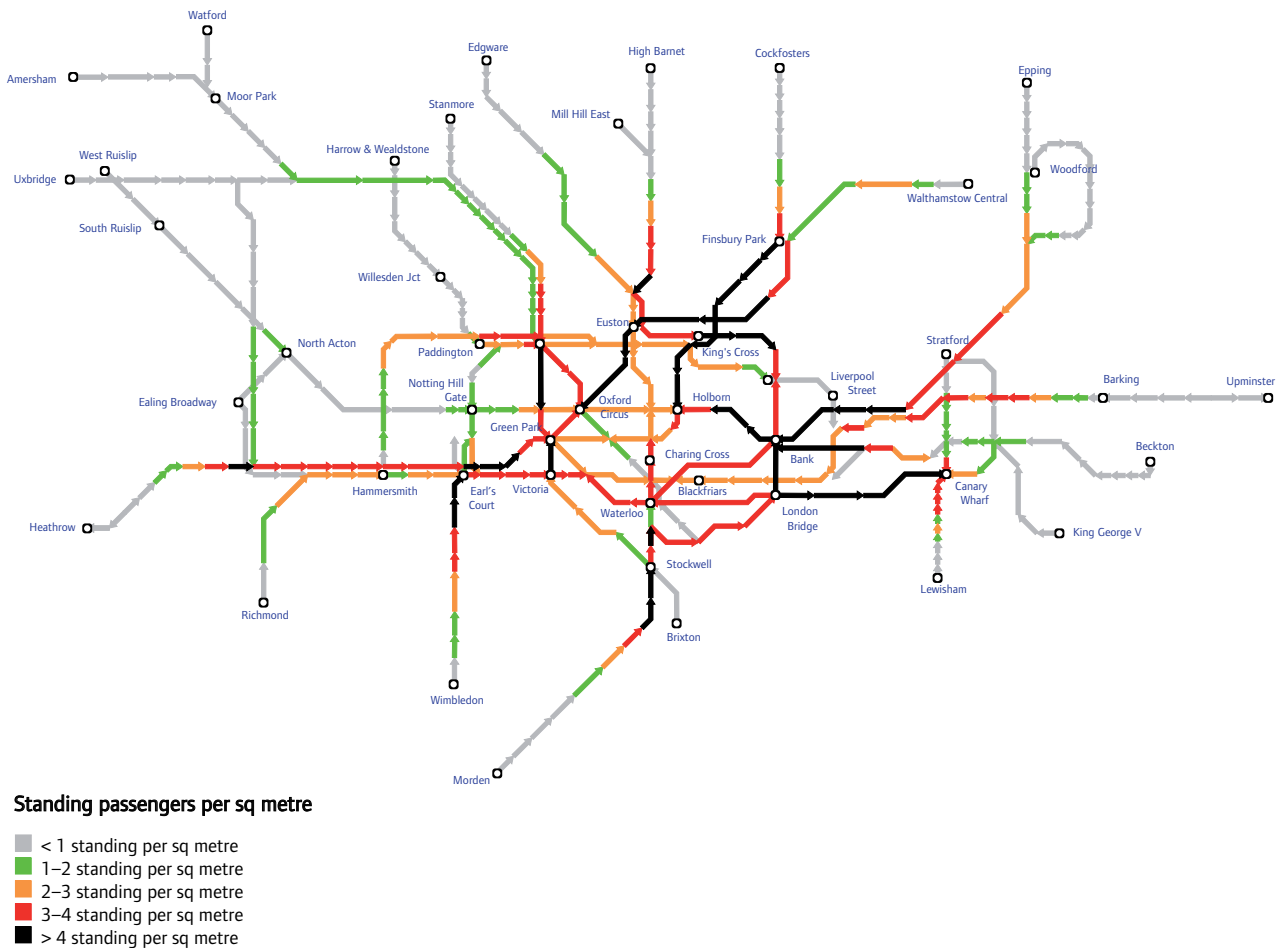 Watford
Edgware
High Barnet
Cockfosters
Amersham
Epping
Moor Park
Stanmore
Mill Hill East
Harrow & Wealdstone
West Ruislip
Uxbridge
Woodford
Walthamstow Central
South Ruislip
Finsbury Park
Willesden Jct
Euston
North Acton
Paddington
King's Cross
Stratford
Notting Hill
Gate
Liverpool
Street
Barking
Upminster
Ealing Broadway
Oxford
Circus
Holborn
Green Park
Charing Cross
Bank
Beckton
Hammersmith
Earl's
Court
Victoria
Blackfriars
Canary
Wharf
Waterloo
London
Bridge
Heathrow
King George V
Stockwell
Lewisham
Richmond
Brixton
Wimbledon
Morden
Standing passengers per sq metre
< 1 standing per sq metre
1–2 standing per sq metre
2–3 standing per sq metre
3–4 standing per sq metre
> 4 standing per sq metre